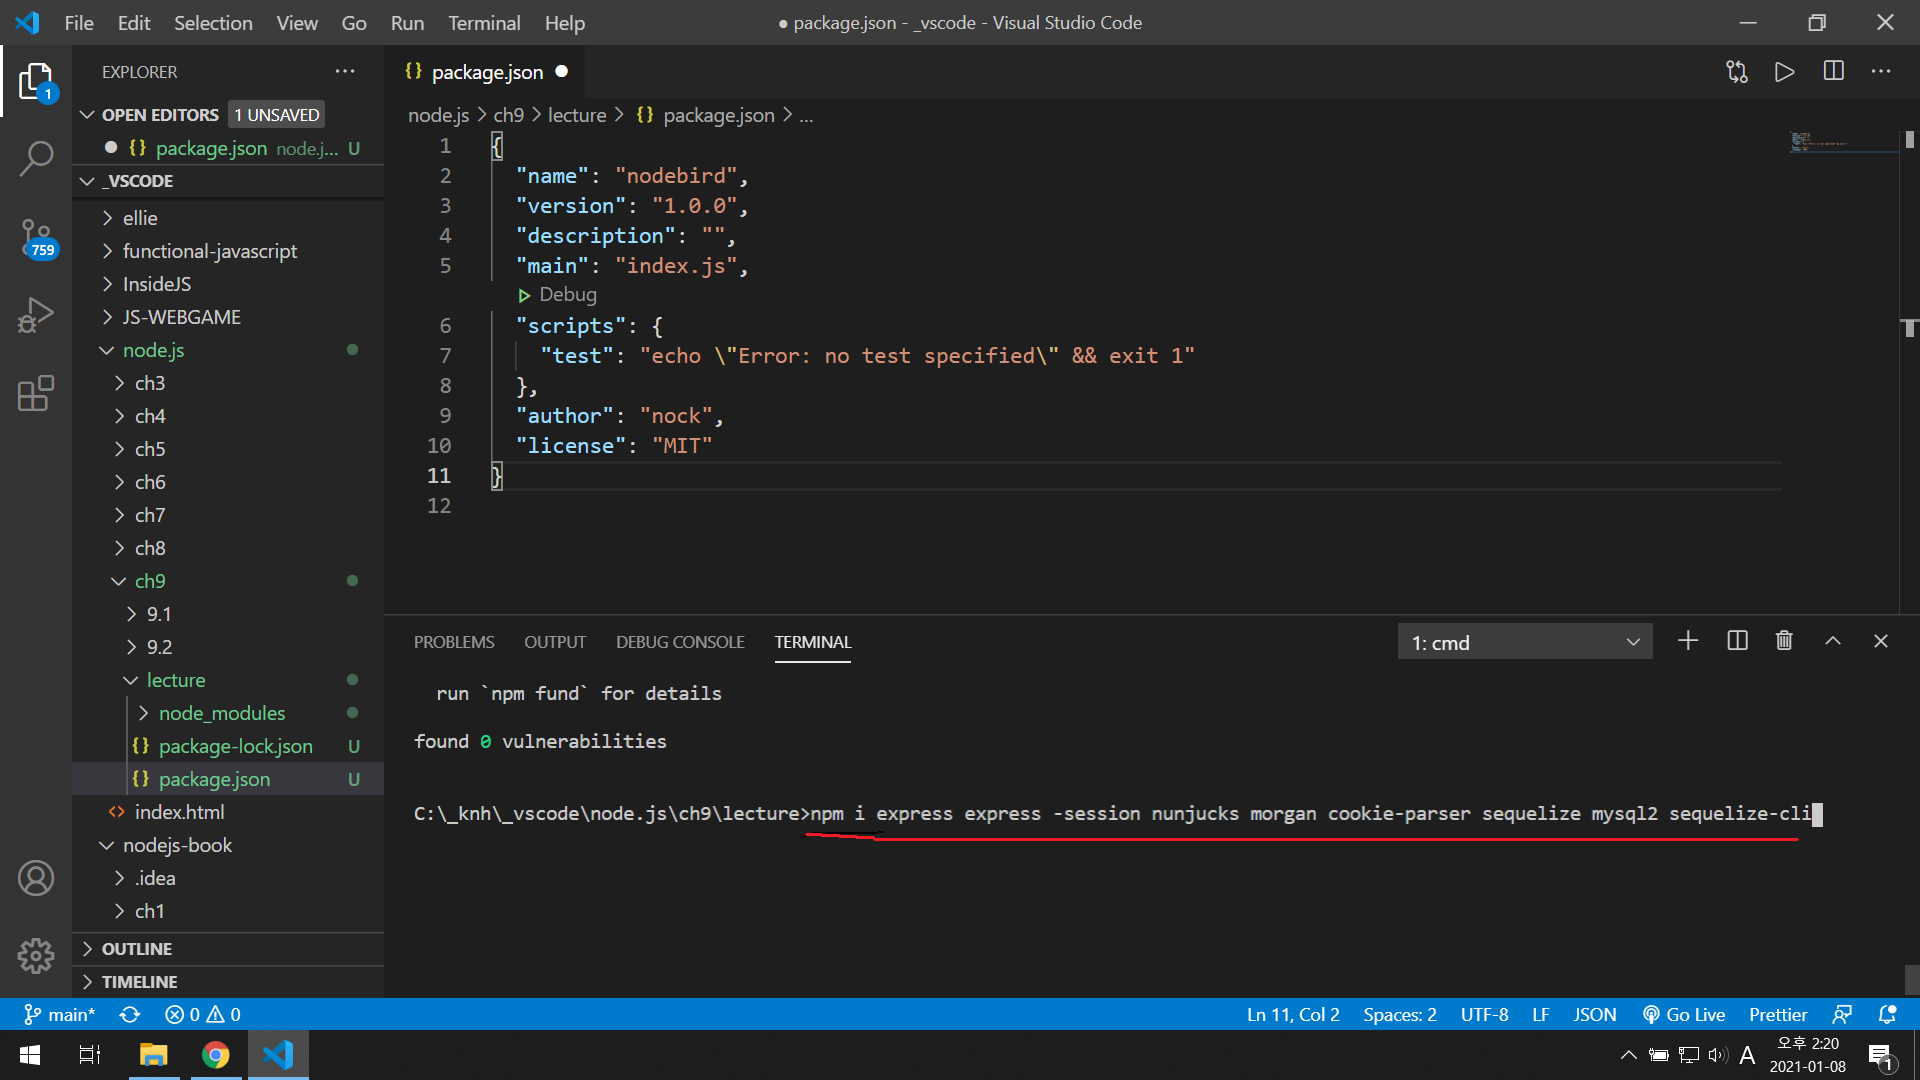 File Edit Selection View Go Run Terminal Help
● package.json - _vscode - Visual Studio Code
EXPLORER
OPEN EDITORS 1 UNSAVED
package.json node.j... U
_VSCODE
ellie
functional-javascript
InsideJS
JS-WEBGAME
node.js
ch3
ch4
ch5
ch6
ch7
ch8
ch9
9.1
9.2
lecture
node_modules
{} package-lock.json U
{} package.json U
<> index.html
nodejs-book
.idea
ch1
OUTLINE
TIMELINE
1
759
{} package.json ●
node.js > ch9 > lecture > {} package.json > ...
1 {
2 "name": "nodebird",
3 "version": "1.0.0",
4 "description": "",
5 "main": "index.js",
Debug
6 "scripts": {
7 "test": "echo \"Error: no test specified\" && exit 1"
8 },
9 "author": "nock",
10 "license": "MIT"
11 }
12
PROBLEMS OUTPUT DEBUG CONSOLE TERMINAL
1: cmd
run `npm fund` for details
found 0 vulnerabilities
C:\_knh\_vscode\node.js\ch9\lecture>npm i express express -session nunjucks morgan cookie-parser sequelize mysql2 sequelize-cli
main* 0 0
Ln 11, Col 2 Spaces: 2 UTF-8 LF JSON Go Live Prettier
A
오후 2:20
2021-01-08
1